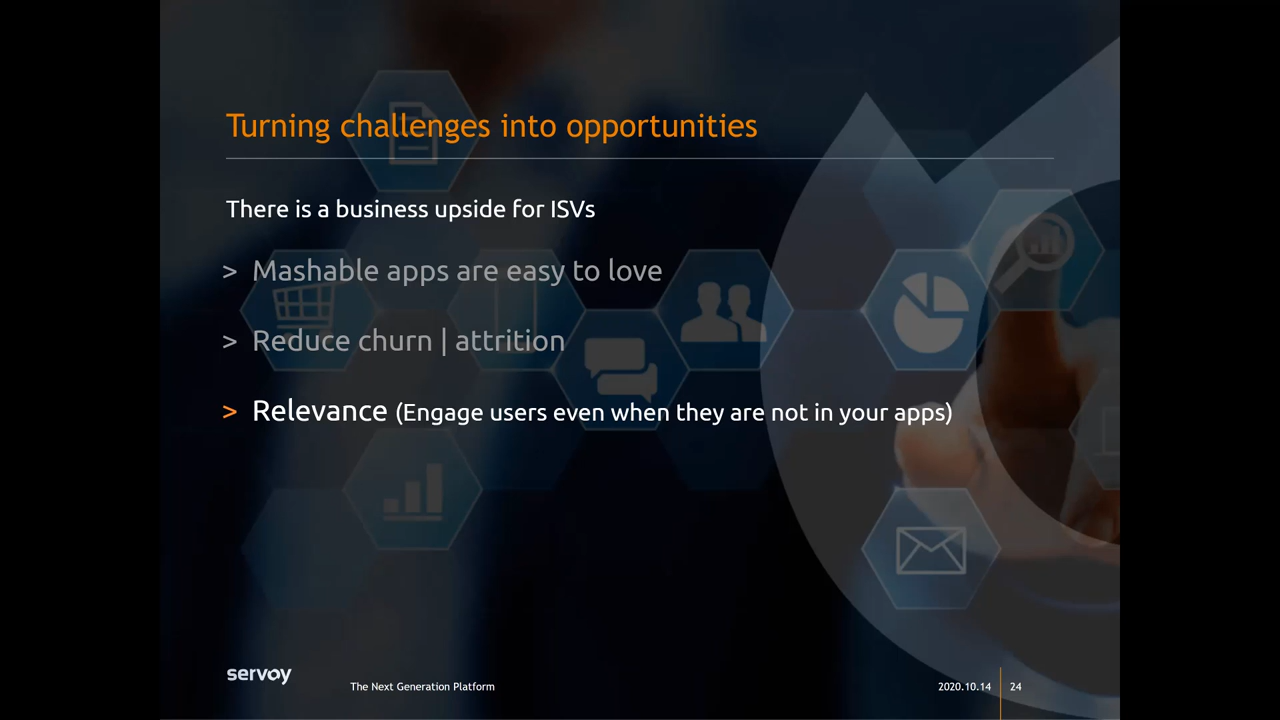 Turning challenges into opportunities
There is a business upside for ISVs
> Mashable apps are easy to love
> Reduce churn | attrition
> Relevance (Engage users even when they are not in your apps)
servoy
The Next Generation Platform
2020.10.14
24